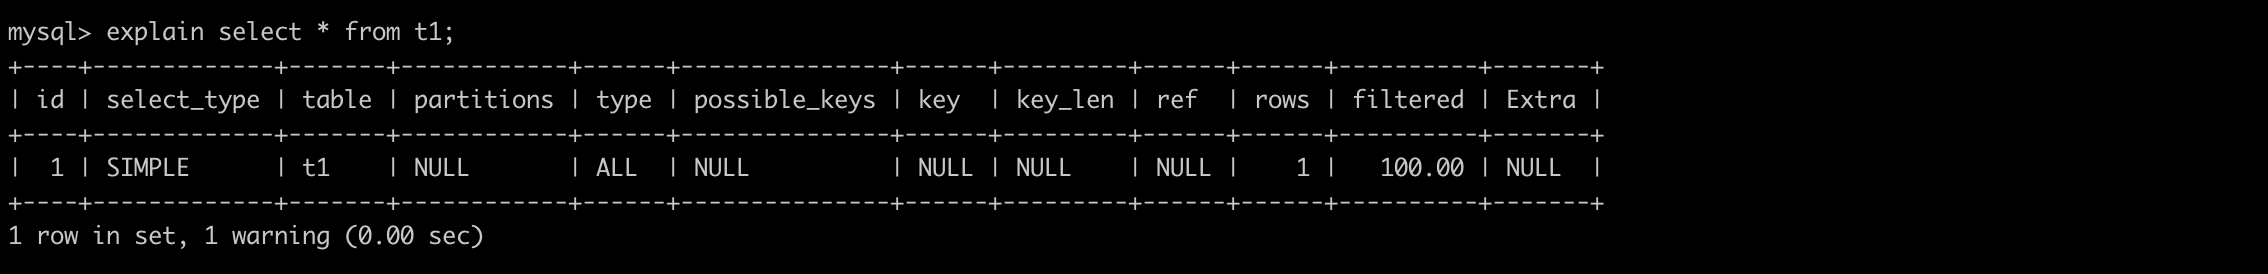 mysql> explain select * from t1;
+----+-------------+-------+------------+------+---------------+------+---------+------+------+----------+-------+
| id | select_type | table | partitions | type | possible_keys | key  | key_len | ref  | rows | filtered | Extra |
+----+-------------+-------+------------+------+---------------+------+---------+------+------+----------+-------+
|  1 | SIMPLE      | t1    | NULL       | ALL  | NULL          | NULL | NULL    | NULL |    1 |   100.00 | NULL  |
+----+-------------+-------+------------+------+---------------+------+---------+------+------+----------+-------+
1 row in set, 1 warning (0.00 sec)